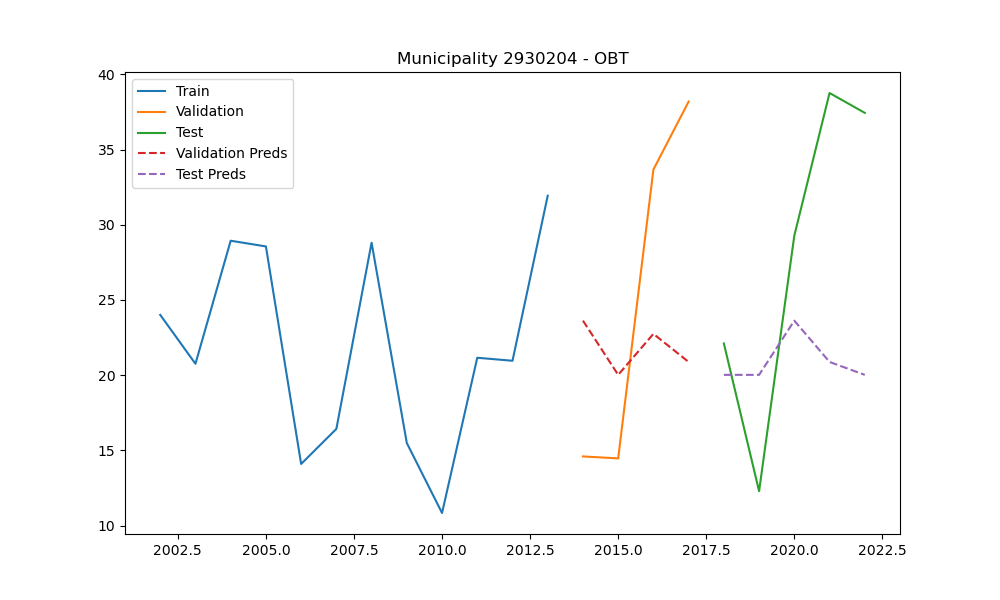 Municipality 2930204 - OBT
Train
Validation
Test
Validation Preds
Test Preds
40
35
30
25
20
15
10
2002.5 2005.0 2007.5 2010.0 2012.5 2015.0 2017.5 2020.0 2022.5